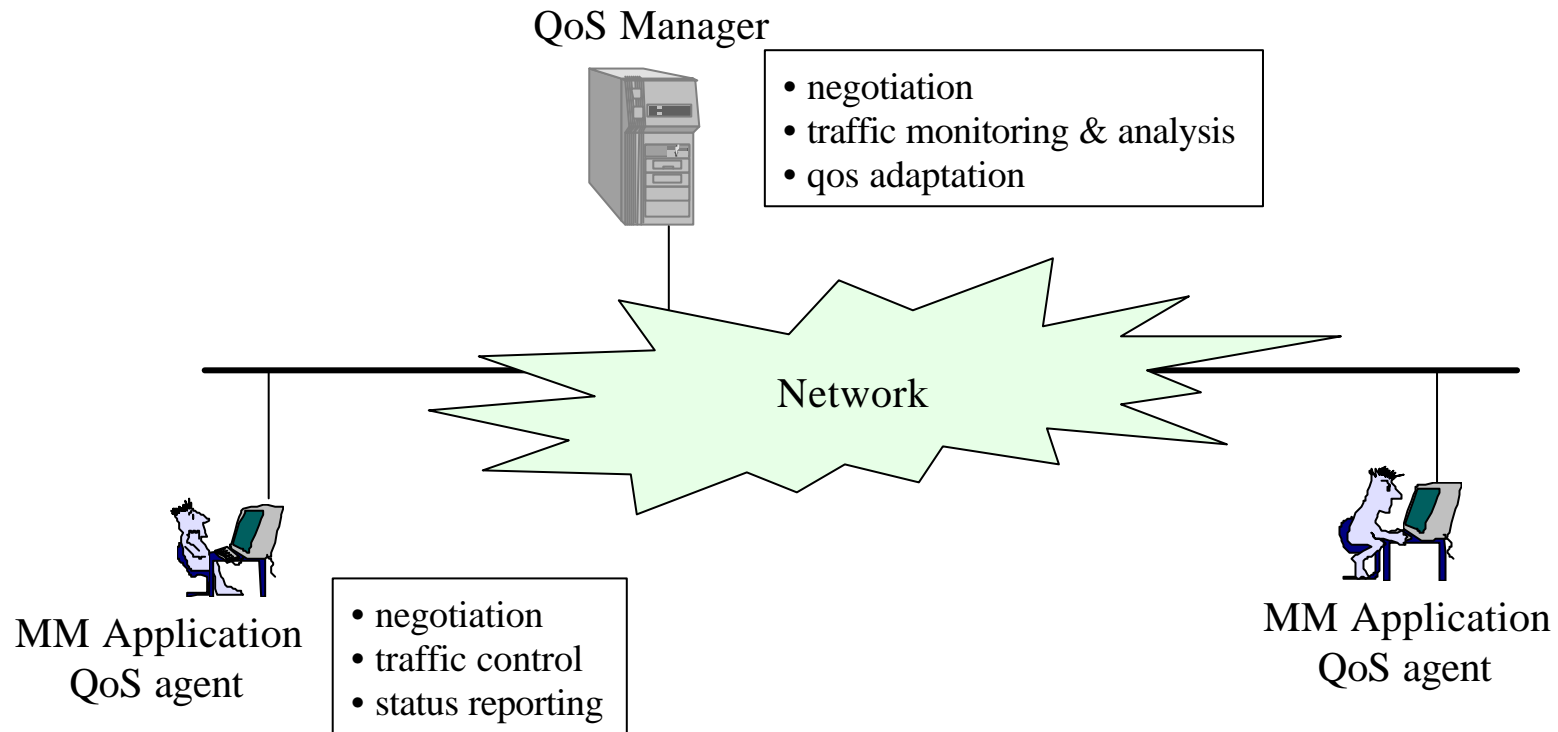 QoS Manager
• negotiation
• traffic monitoring & analysis
• qos adaptation
Network
MM Application
QoS agent
• negotiation
• traffic control
• status reporting
MM Application
QoS agent